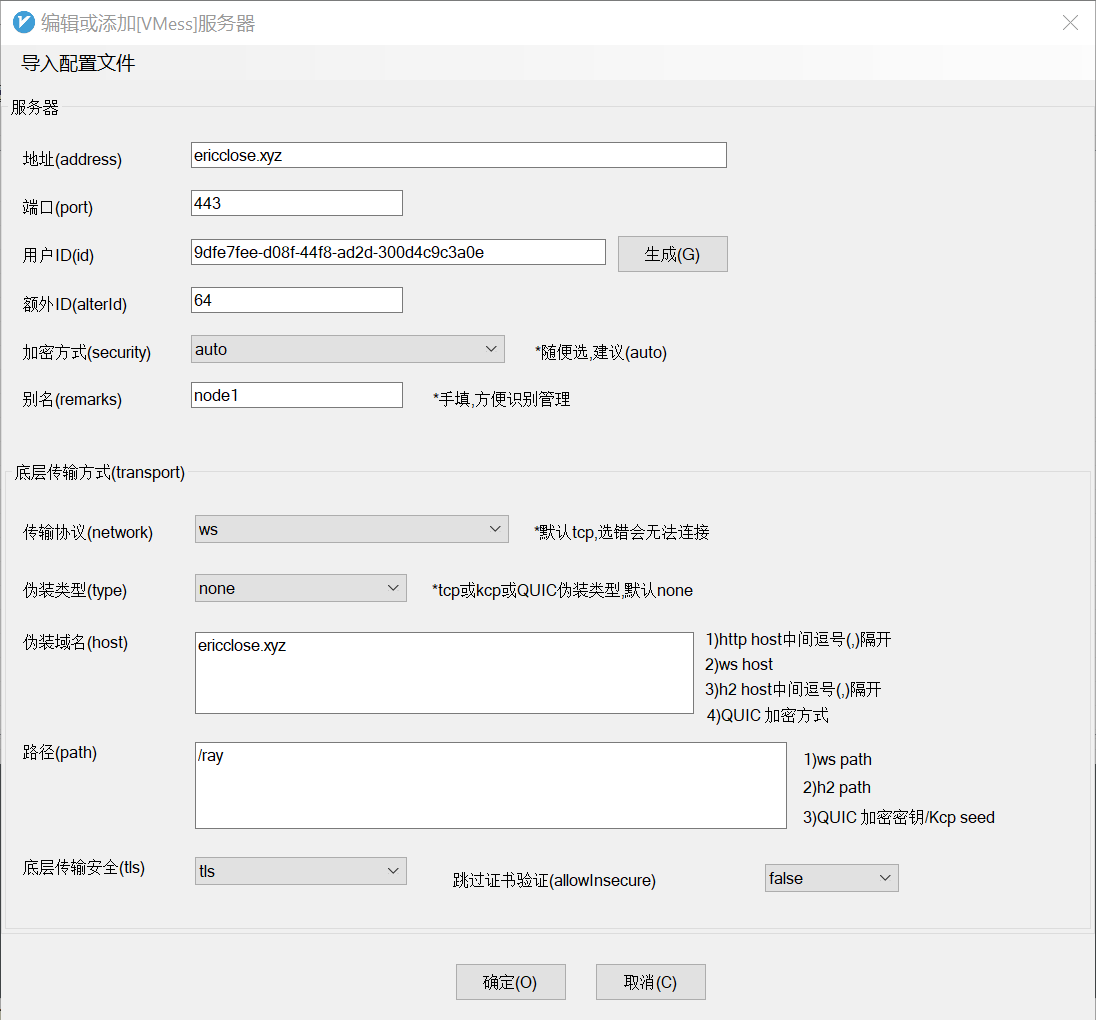 编辑或添加[VMess]服务器
导入配置文件
服务器
地址(address) ericclose.xyz
端口(port) 443
用户ID(id) 9dfe7fee-d08f-44f8-ad2d-300d4c9c3a0e 生成(G)
额外ID(alterId) 64
加密方式(security) auto *随便选,建议(auto)
别名(remarks) node1 *手填,方便识别管理
底层传输方式(transport)
传输协议(network) ws *默认tcp,选错会无法连接
伪装类型(type) none *tcp或kcp或QUIC伪装类型,默认none
伪装域名(host) ericclose.xyz 1)http host中间逗号(,)隔开
2)ws host
3)h2 host中间逗号(,)隔开
4)QUIC 加密方式
路径(path) /ray 1)ws path
2)h2 path
3)QUIC 加密密钥/Kcp seed
底层传输安全(tls) tls 跳过证书验证(allowInsecure) false
确定(O) 取消(C)